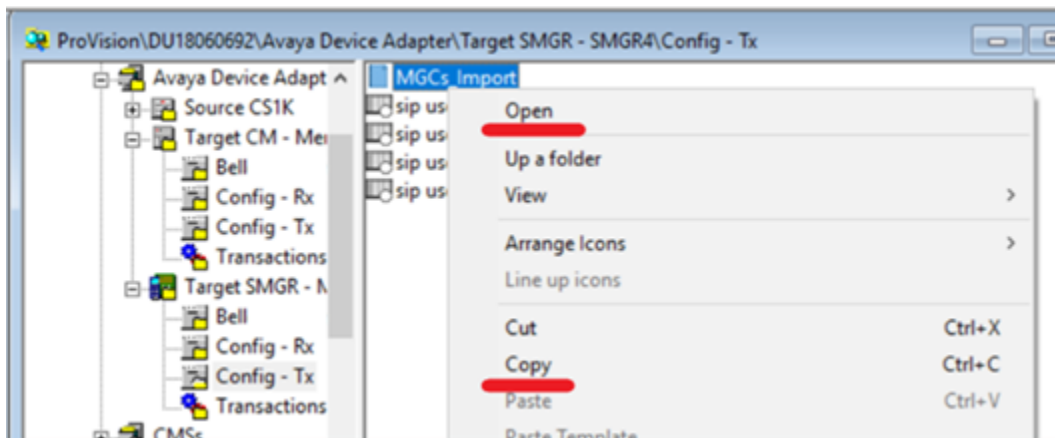 ProVision\DU18060692\Avaya Device Adapter\Target SMGR - SMGR4\Config - Tx
Avaya Device Adapt
Source CS1K
Target CM - Me
Bell
Config - Rx
Config - Tx
Transactions
Target SMGR - M
Bell
Config - Rx
Config - Tx
Transactions
CMSs
MGCs_Import
sip us
sip us
sip us
sip us
Open
Up a folder
View
Arrange Icons
Line up icons
Cut Ctrl+X
Copy Ctrl+C
Paste Ctrl+V
Paste Template